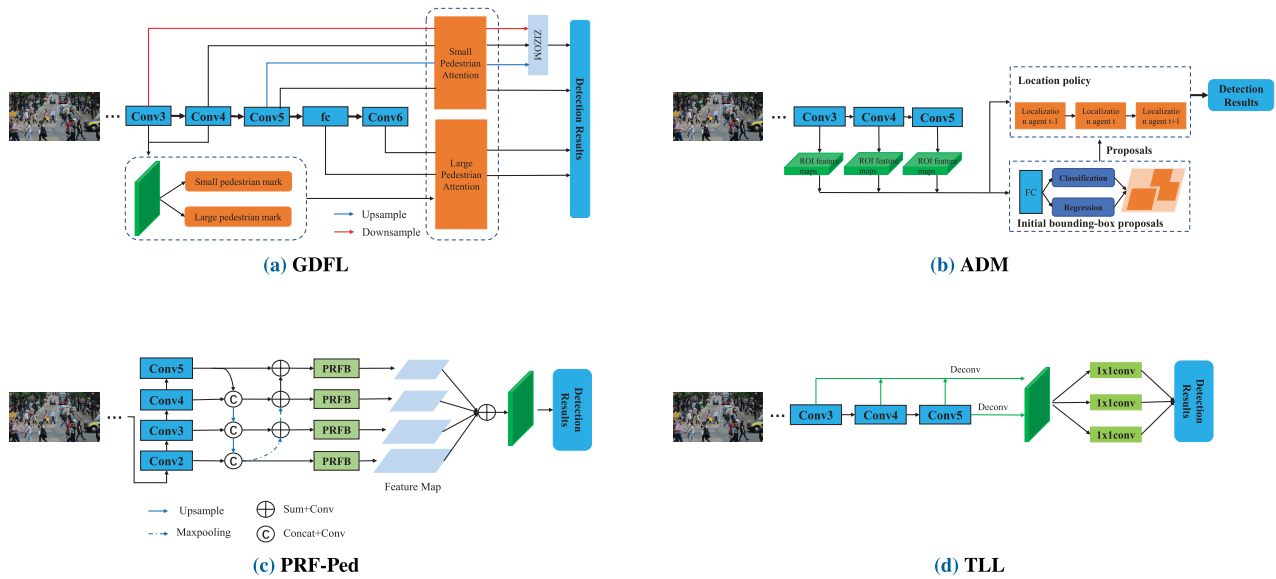 Small
Pedestrian
Attention
ZIZOM
Detection Results
...
Conv3
Conv4
Conv5
fc
Conv6
Large
Pedestrian
Attention
Small pedestrian mark
Large pedestrian mark
Upsample
Downsample
(a) GDFL
Location policy
Localizatio
n agent t-1
Localizatio
n agent t
Localizatio
n agent t+1
Detection
Results
...
Conv3
Conv4
Conv5
ROI feature
maps
ROI feature
maps
ROI feature
maps
Proposals
FC
Classification
Regression
Initial bounding-box proposals
(b) ADM
Conv5
PRFB
Conv4
C
PRFB
...
Conv3
C
PRFB
Conv2
C
PRFB
Detection
Results
Feature Map
Upsample
Sum+Conv
Maxpooling
C
Concat+Conv
(c) PRF-Ped
Deconv
...
Conv3
Conv4
Conv5
Deconv
1x1conv
1x1conv
1x1conv
Detection
Results
(d) TLL